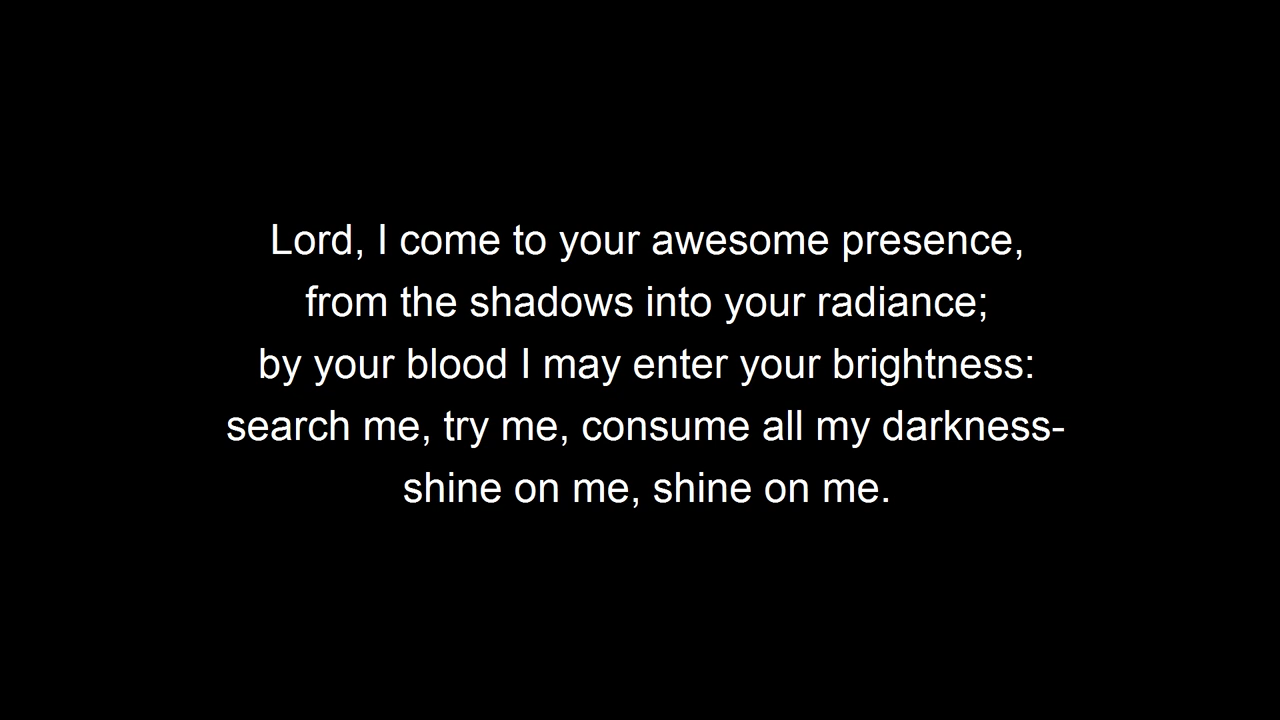 Lord, I come to your awesome presence,
from the shadows into your radiance;
by your blood I may enter your brightness:
search me, try me, consume all my darkness-
shine on me, shine on me.